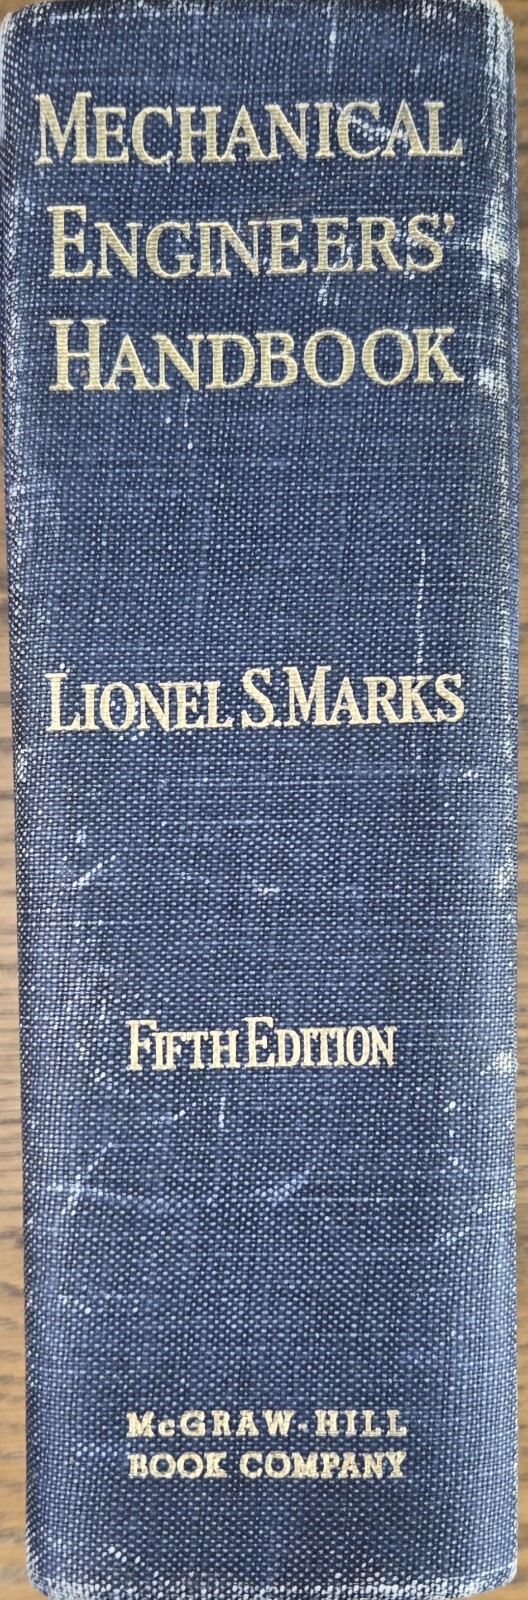 MECHANICAL
ENGINEERS'
HANDBOOK
LIONEL S. MARKS
FIFTH EDITION
McGRAW-HILL
BOOK COMPANY